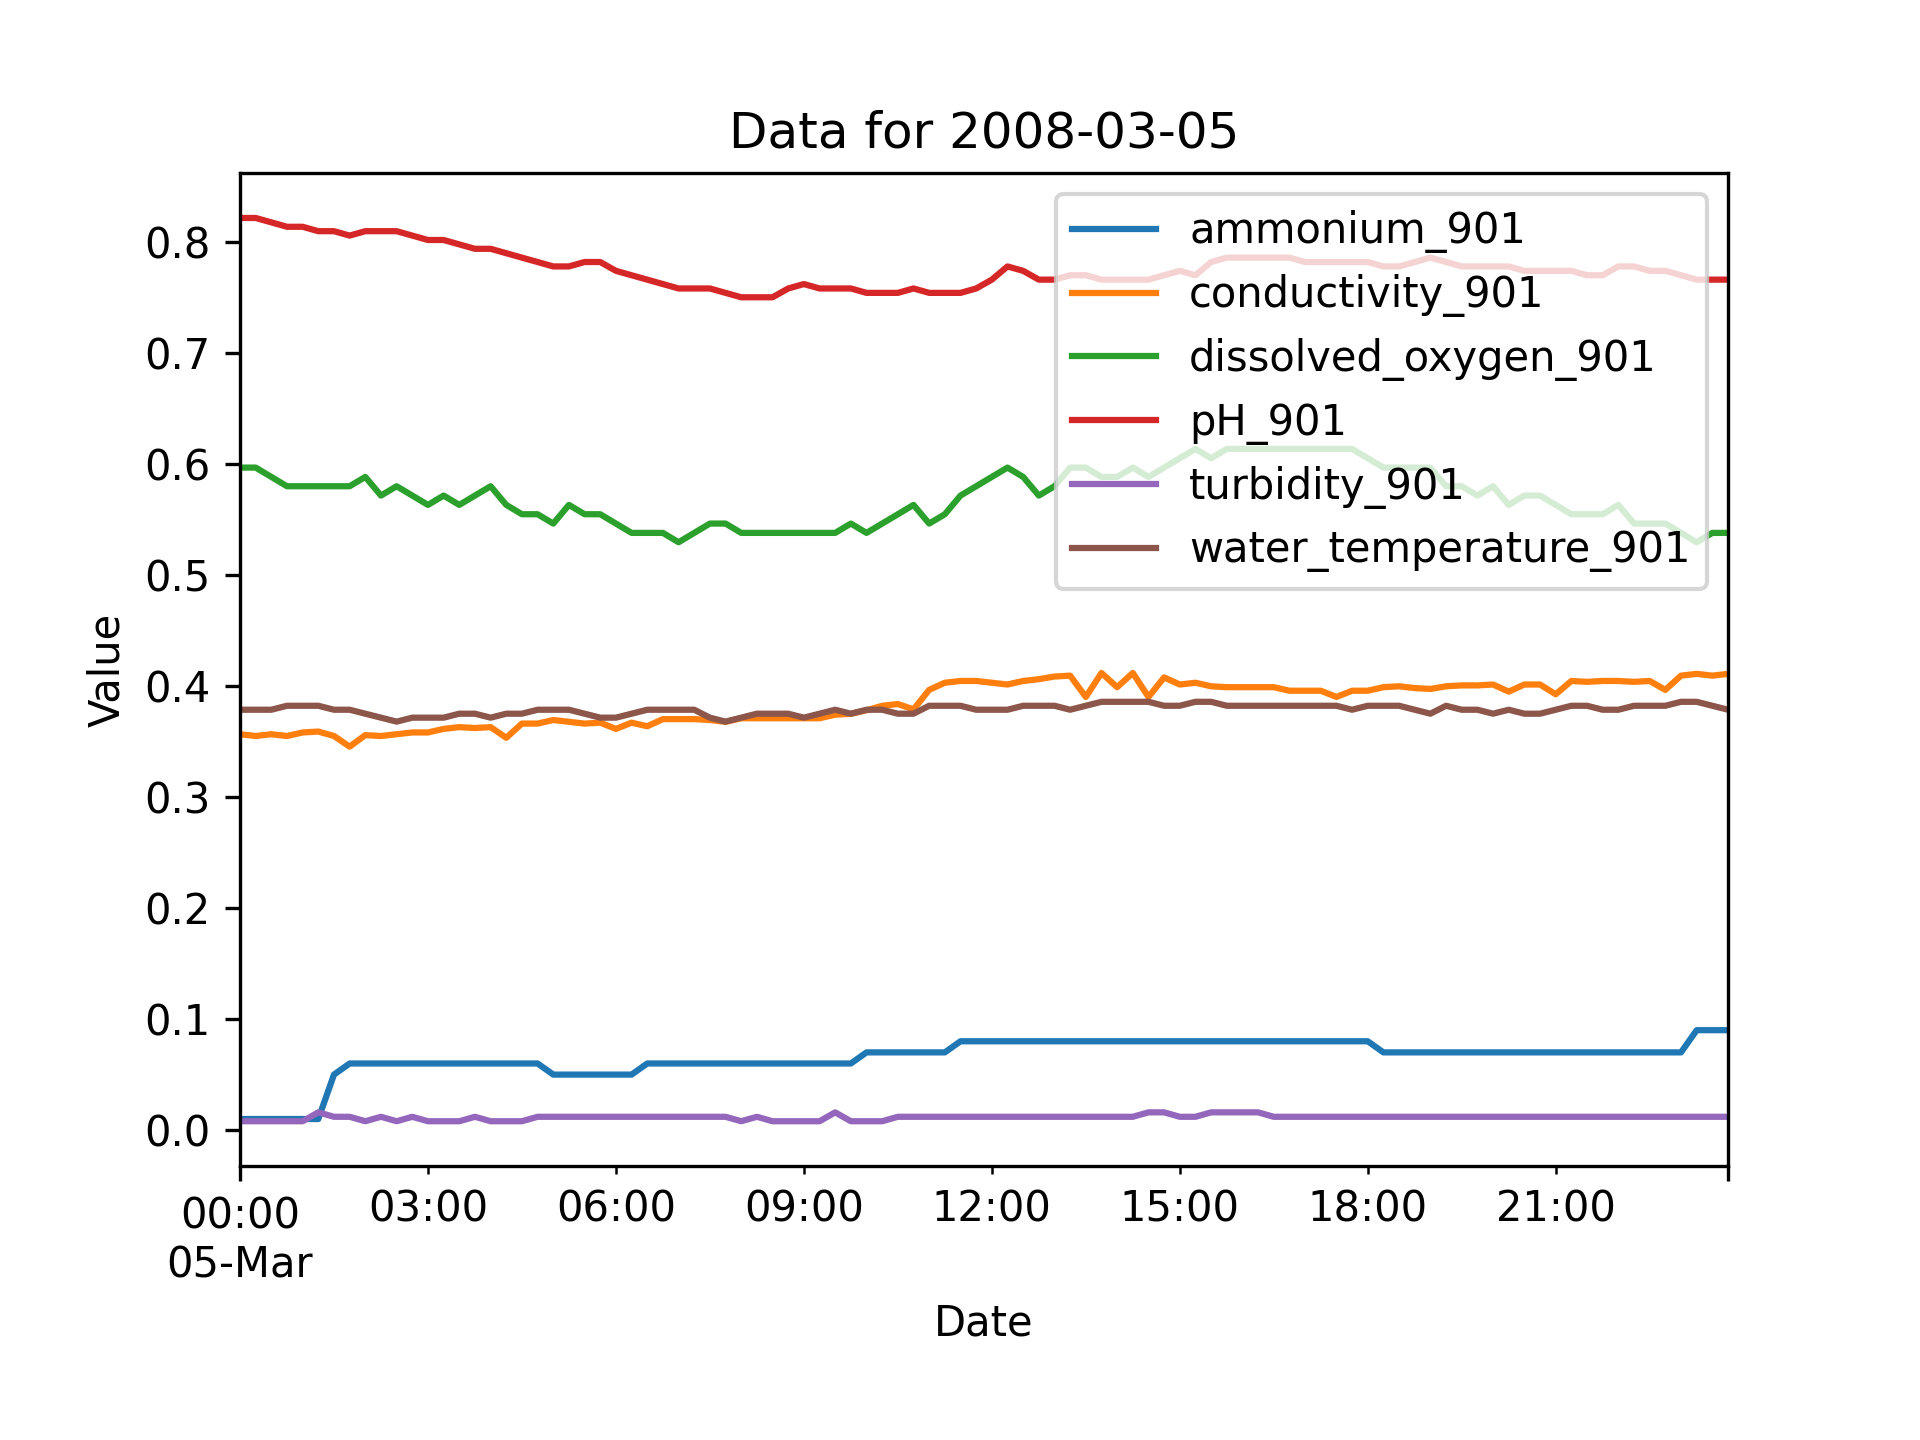 Data for 2008-03-05
ammonium_901
conductivity_901
dissolved_oxygen_901
pH_901
turbidity_901
water_temperature_901
0.8
0.7
0.6
0.5
0.4
0.3
0.2
0.1
0.0
Value
00:00 03:00 06:00 09:00 12:00 15:00 18:00 21:00
05-Mar
Date